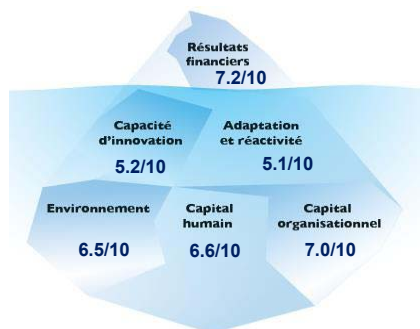 Résultats
financiers
7.2/10
Capacité
d'innovation
5.2/10
Adaptation
et réactivité
5.1/10
Environnement
6.5/10
Capital
humain
6.6/10
Capital
organisationnel
7.0/10